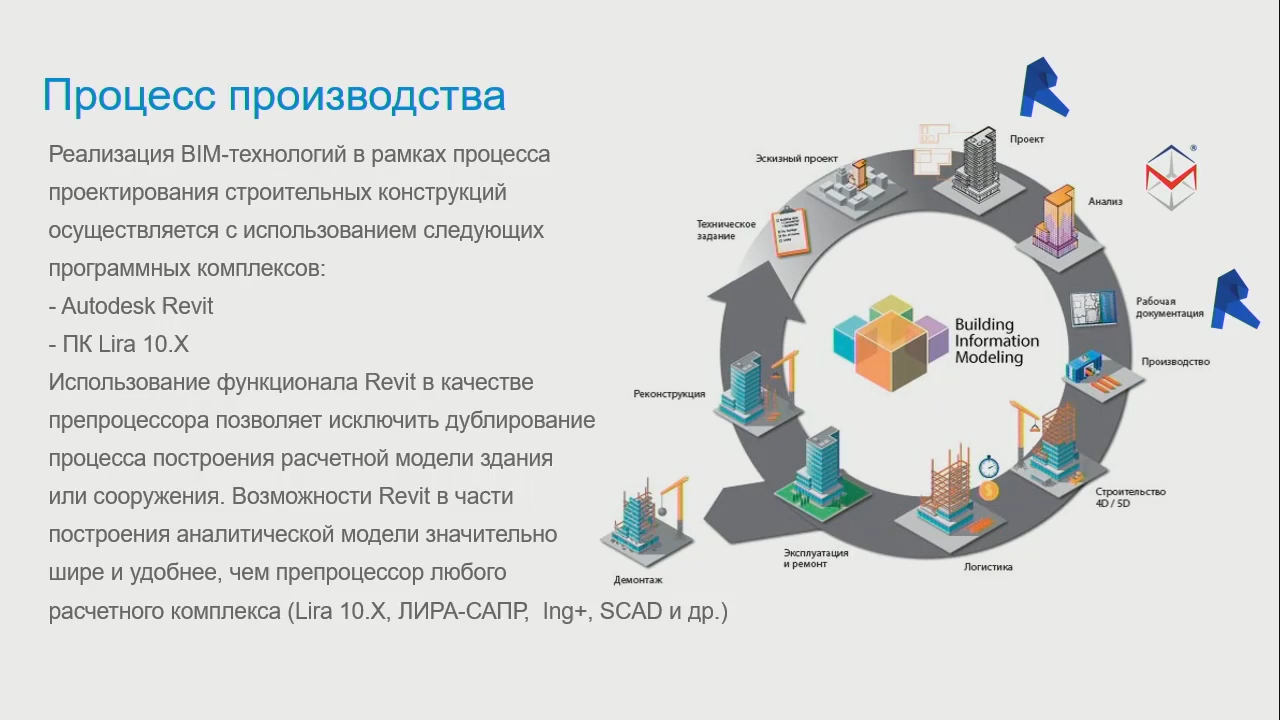 Процесс производства
Реализация BIM-технологий в рамках процесса
проектирования строительных конструкций
осуществляется с использованием следующих
программных комплексов:
- Autodesk Revit
- ПК Lira 10.X
Использование функционала Revit в качестве
препроцессора позволяет исключить дублирование
процесса построения расчетной модели здания
или сооружения. Возможности Revit в части
построения аналитической модели значительно
шире и удобнее, чем препроцессор любого
расчетного комплекса (Lira 10.X, ЛИРА-САПР,  Ing+, SCAD и др.)
Проект
Эскизный проект
Анализ
Техническое
задание
Рабочая
документация
Building
Information
Modeling
Производство
Реконструкция
Строительство
4D / 5D
Эксплуатация
и ремонт
Логистика
Демонтаж